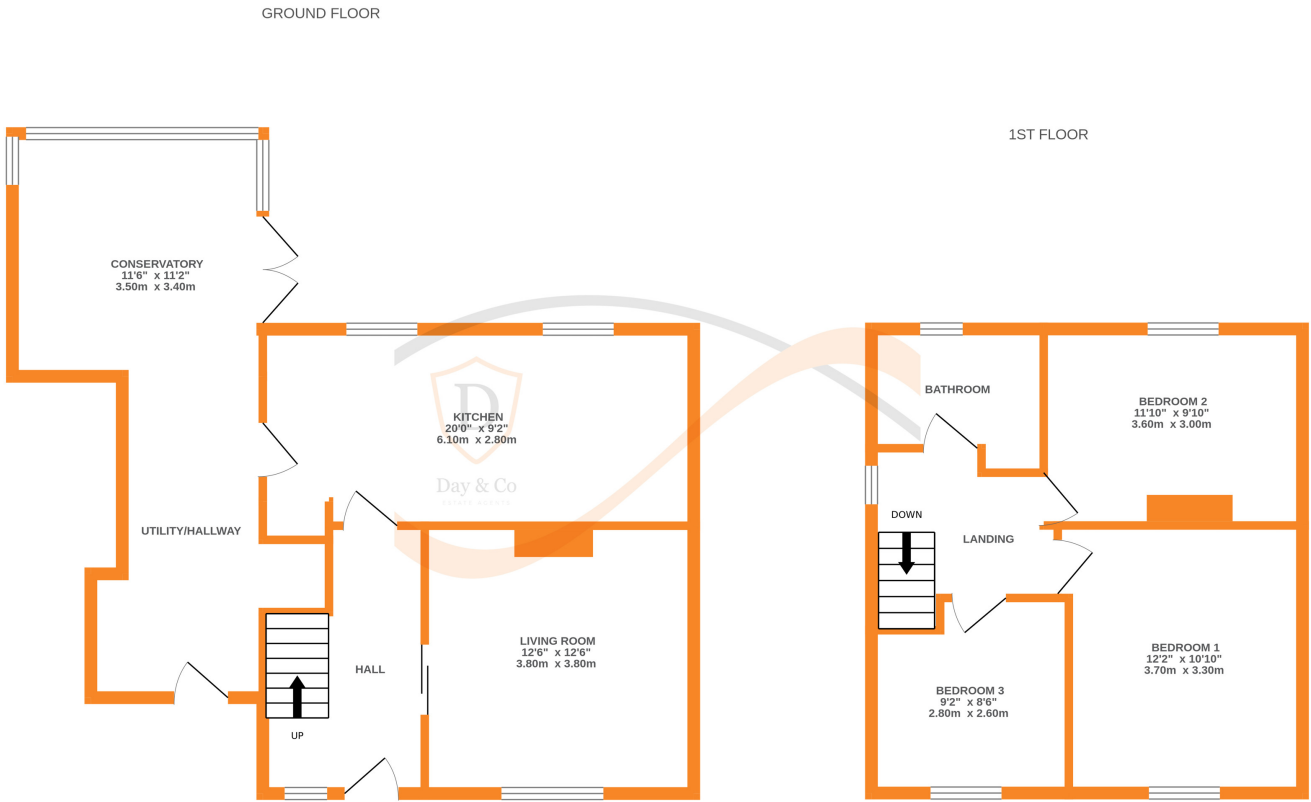 GROUND FLOOR
1ST FLOOR
CONSERVATORY
11'6" x 11'2"
3.50m x 3.40m
KITCHEN
20'0" x 9'2"
6.10m x 2.80m
D
Day & Co
ESTATE AGENTS
UTILITY/HALLWAY
LIVING ROOM
12'6" x 12'6"
3.80m x 3.80m
HALL
UP
BATHROOM
BEDROOM 2
11'10" x 9'10"
3.60m x 3.00m
DOWN
LANDING
BEDROOM 1
12'2" x 10'10"
3.70m x 3.30m
BEDROOM 3
9'2" x 8'6"
2.80m x 2.60m